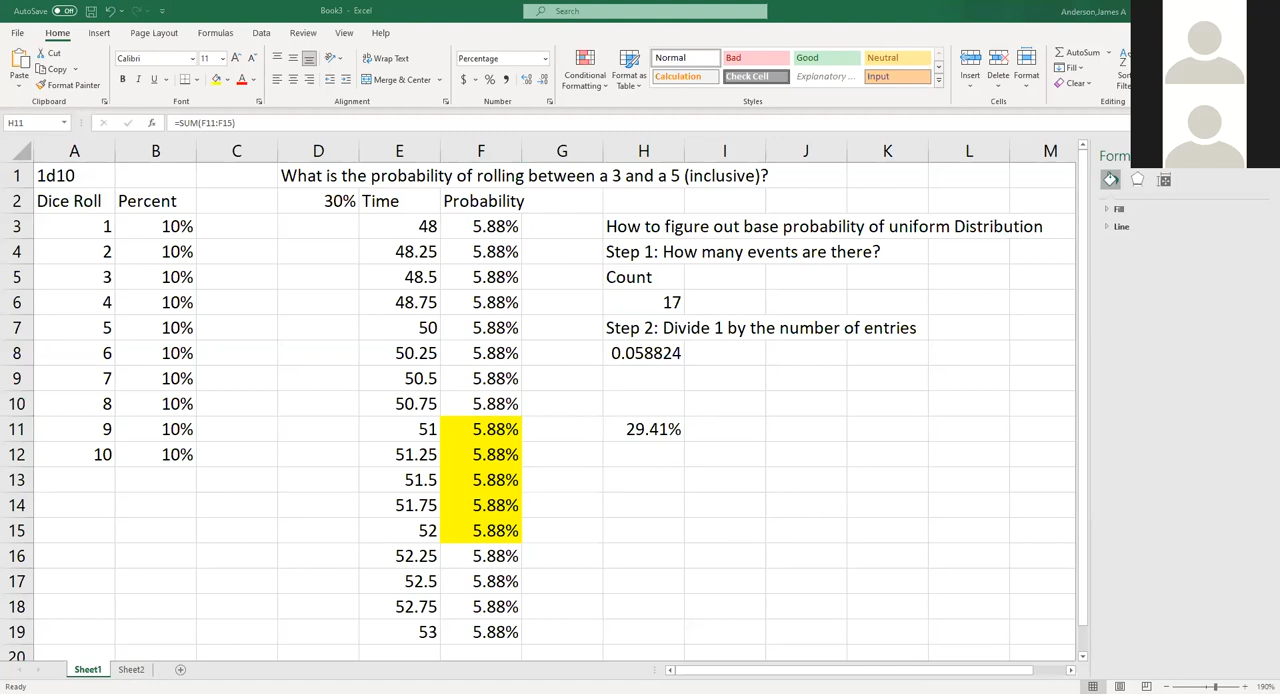 AutoSave Off Book3 - Excel Search Anderson,James A
File Home Insert Page Layout Formulas Data Review View Help
Paste Cut Copy Format Painter Clipboard
Calibri 11 A A B I U A Font
Wrap Text Merge & Center Alignment
Percentage $ % , Number
Conditional Formatting Format as Table Normal Bad Good Neutral Calculation Check Cell Explanatory ... Input Styles
Insert Delete Format Cells
AutoSum Fill Clear Sor Filte Editing
H11 fx =SUM(F11:F15)
A B C D E F G H I J K L M
1 1d10 What is the probability of rolling between a 3 and a 5 (inclusive)?
2 Dice Roll Percent 30% Time Probability
3 1 10% 48 5.88% How to figure out base probability of uniform Distribution
4 2 10% 48.25 5.88% Step 1: How many events are there?
5 3 10% 48.5 5.88% Count
6 4 10% 48.75 5.88% 17
7 5 10% 50 5.88% Step 2: Divide 1 by the number of entries
8 6 10% 50.25 5.88% 0.058824
9 7 10% 50.5 5.88%
10 8 10% 50.75 5.88%
11 9 10% 51 5.88% 29.41%
12 10 10% 51.25 5.88%
13 51.5 5.88%
14 51.75 5.88%
15 52 5.88%
16 52.25 5.88%
17 52.5 5.88%
18 52.75 5.88%
19 53 5.88%
20
Form
Fill
Line
Sheet1 Sheet2
Ready 190%